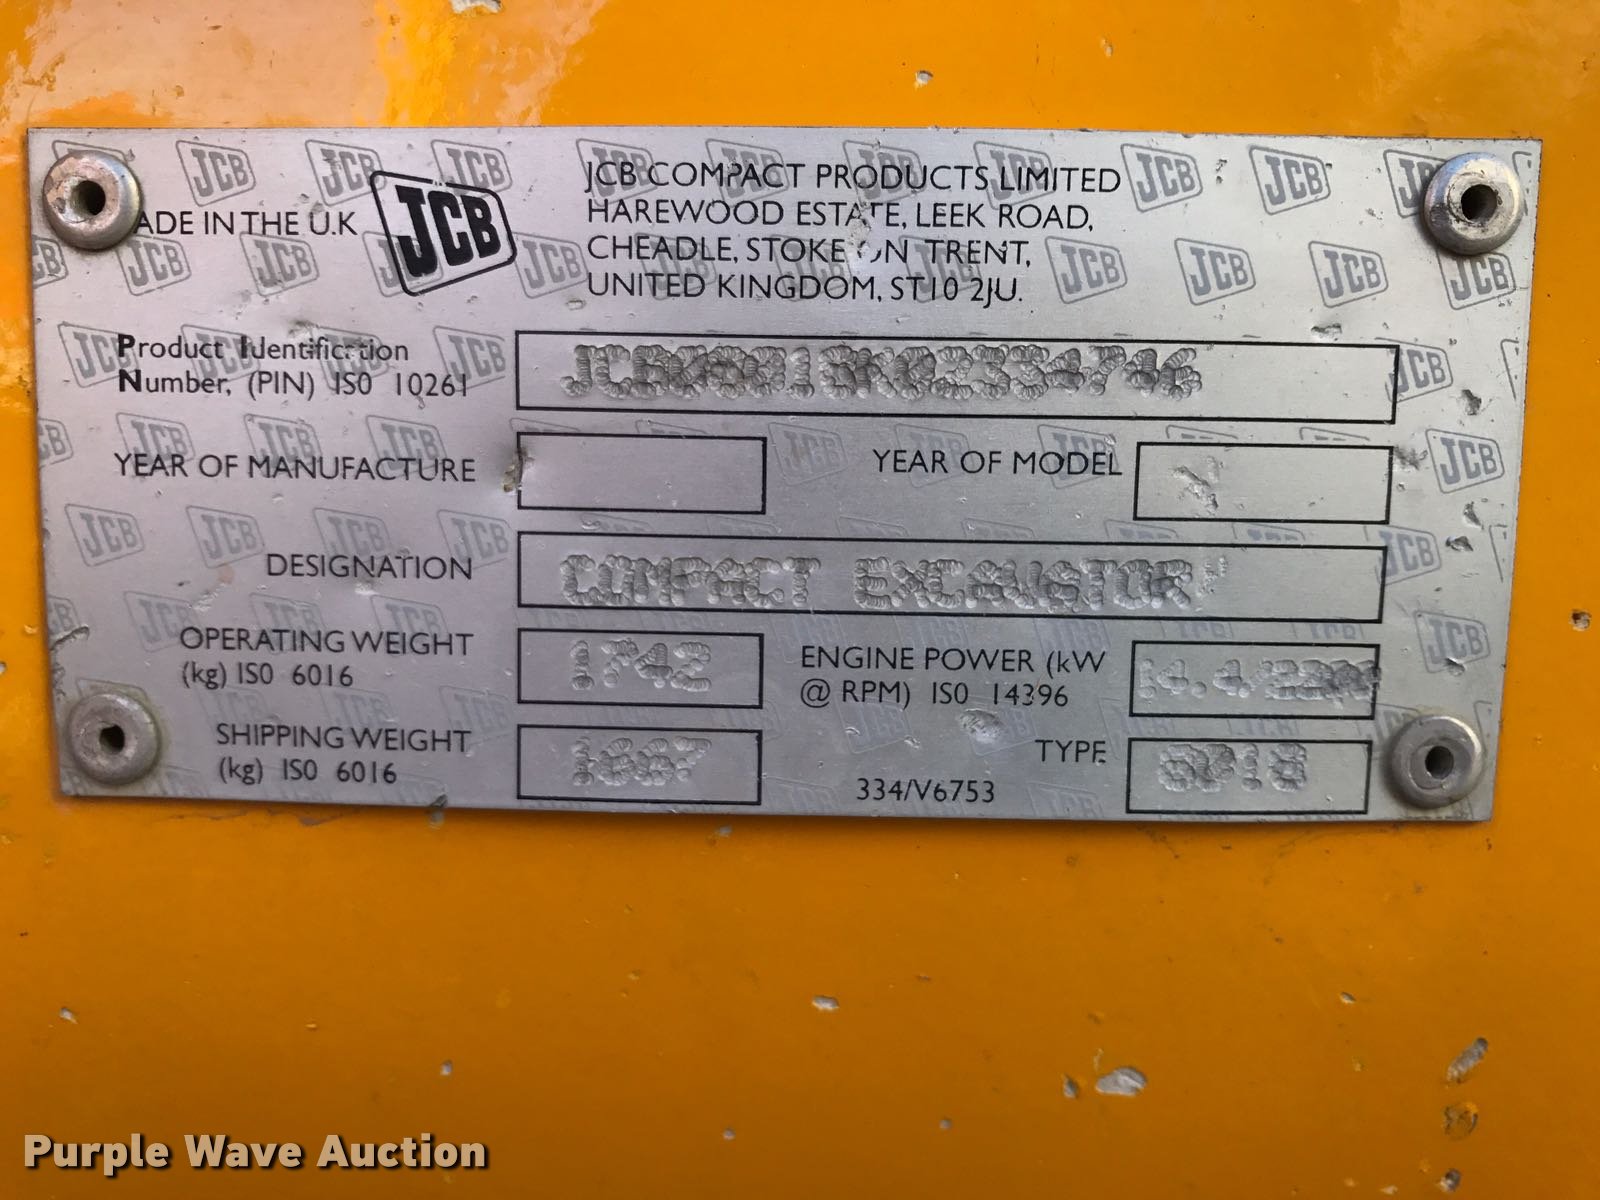 MADE IN THE U.K
JCB
JCB COMPACT PRODUCTS LIMITED
HAREWOOD ESTATE, LEEK ROAD,
CHEADLE, STOKE ON TRENT,
UNITED KINGDOM, ST10 2JU.
Product Identification
Number, (PIN) ISO 10261
YEAR OF MANUFACTURE
YEAR OF MODEL
DESIGNATION
COMPACT EXCAVATOR
OPERATING WEIGHT
(kg) ISO 6016
1742
ENGINE POWER (kW
@ RPM) ISO 14396
SHIPPING WEIGHT
(kg) ISO 6016
TYPE
334/V6753
Purple Wave Auction